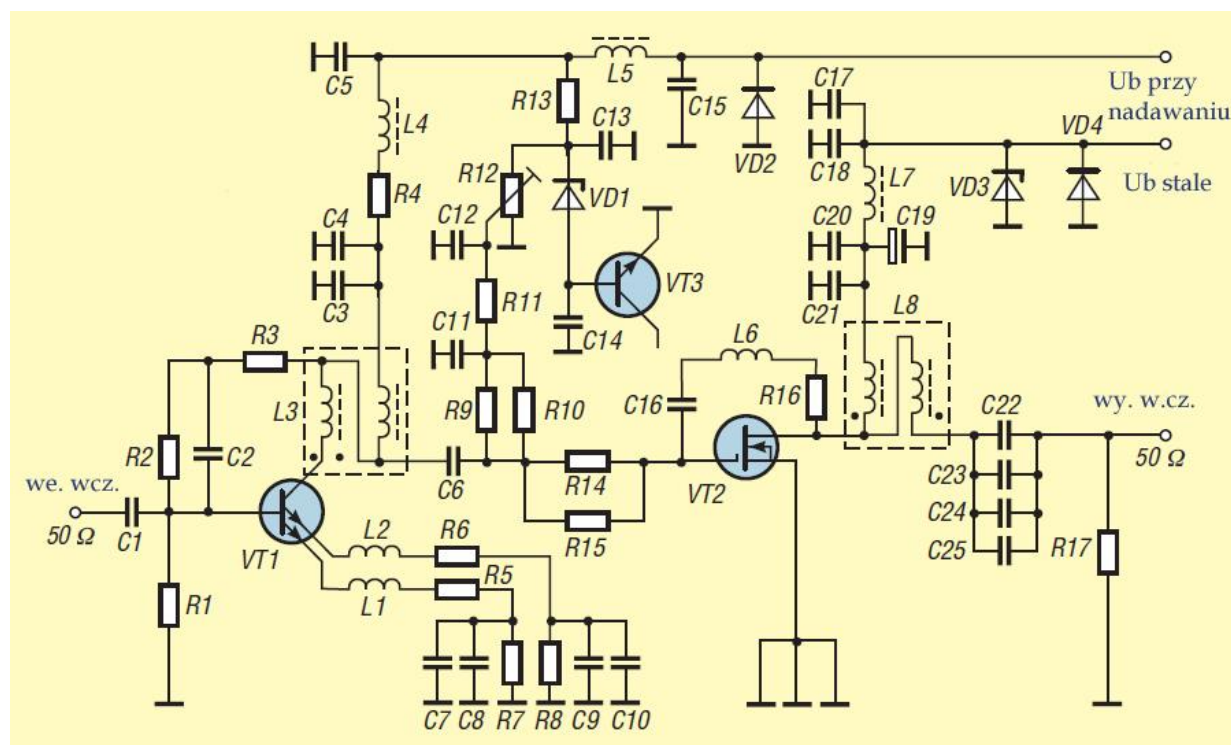 C5
L5
R13
C15
VD2
C17
Ub przy
nadawaniu
L4
C13
C18
VD4
R4
R12
VD1
L7
VD3
Ub stale
C4
C12
C20
C19
C3
R11
VT3
C21
L8
R3
C11
C14
L6
L3
R9
R10
C16
R16
C22
wy. w.cz.
R2
C2
C6
R14
VT2
C23
50 Ω
we. wcz.
50 Ω
C1
VT1
L2
R6
R15
C24
C25
R17
R5
L1
R1
C7
C8
R7
R8
C9
C10